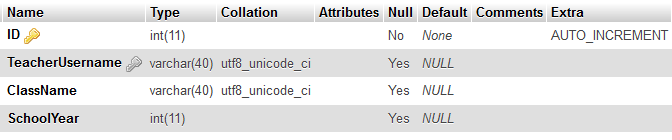 Name Type Collation Attributes Null Default Comments Extra
ID int(11) No None AUTO_INCREMENT
TeacherUsername varchar(40) utf8_unicode_ci Yes NULL
ClassName varchar(40) utf8_unicode_ci Yes NULL
SchoolYear int(11) Yes NULL